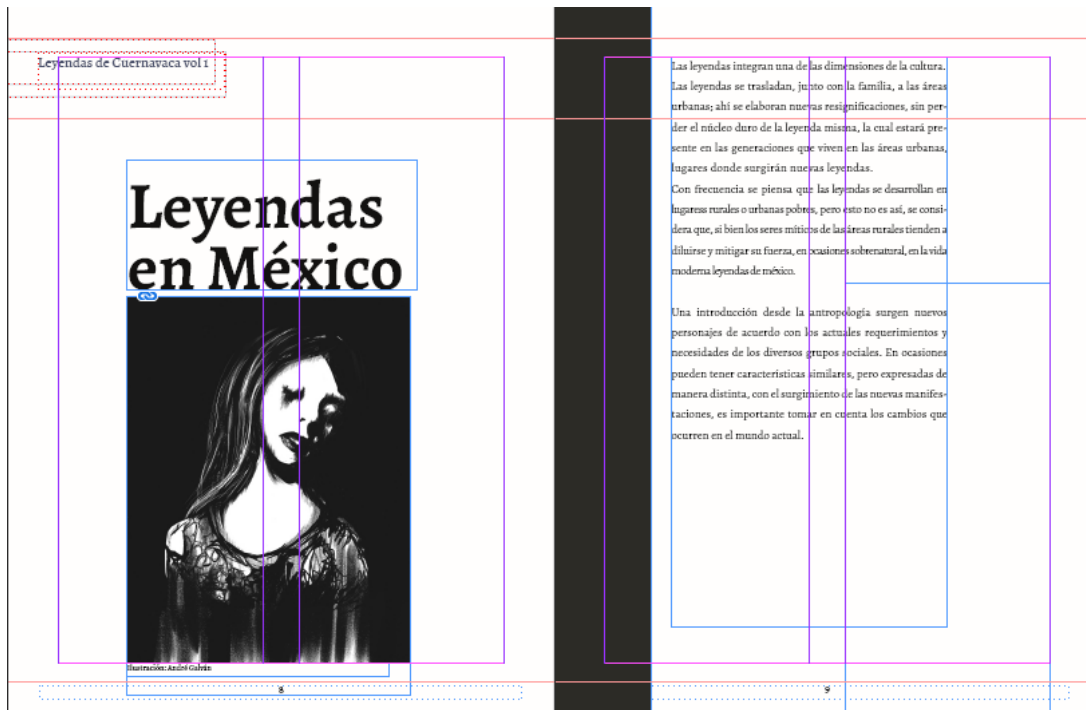 Leyendas de Cuernavaca vol 1
Leyendas
en México
Ilustración: André Galván
8
Las leyendas integran una de las dimensiones de la cultura.
Las leyendas se trasladan, junto con la familia, a las áreas
urbanas; ahí se elaboran nuevas resignificaciones, sin per-
der el núcleo duro de la leyenda misma, la cual estará pre-
sente en las generaciones que viven en las áreas urbanas,
lugares donde surgirán nuevas leyendas.
Con frecuencia se piensa que las leyendas se desarrollan en
lugaress rurales o urbanas pobres, pero esto no es así, se consi-
dera que, si bien los seres míticos de las áreas rurales tienden a
diluirse y mitigar su fuerza, en ocasiones sobrenatural, en la vida
moderna leyendas de méxico.
Una introducción desde la antropología surgen nuevos
personajes de acuerdo con los actuales requerimientos y
necesidades de los diversos grupos sociales. En ocasiones
pueden tener características similares, pero expresadas de
manera distinta, con el surgimiento de las nuevas manifes-
taciones, es importante tomar en cuenta los cambios que
ocurren en el mundo actual.
9